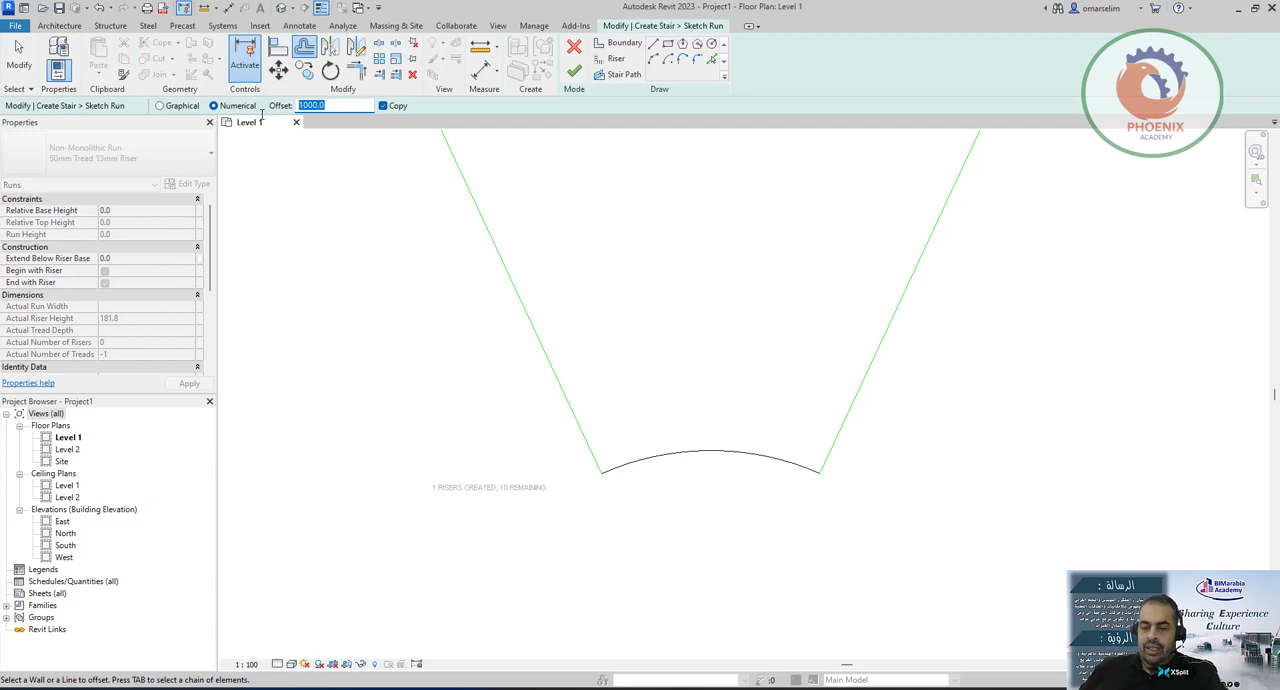 Autodesk Revit 2023 - Project1 - Floor Plan: Level 1
omarselim
File Architecture Structure Steel Precast Systems Insert Annotate Analyze Massing & Site Collaborate View Manage Add-Ins Modify | Create Stair > Sketch Run
Modify
Paste
Cope
Cut
Join
Activate
Boundary
Riser
Stair Path
Select Properties Clipboard Geometry Controls Modify View Measure Create Mode Draw
Modify | Create Stair > Sketch Run Graphical Numerical Offset: 1000.0 Copy
Properties
Level 1
Non-Monolithic Run
50mm Tread 13mm Riser
Runs Edit Type
Constraints
Relative Base Height 0.0
Relative Top Height 0.0
Run Height 0.0
Construction
Extend Below Riser Base 0.0
Begin with Riser
End with Riser
Dimensions
Actual Run Width
Actual Riser Height 181.8
Actual Tread Depth
Actual Number of Risers 0
Actual Number of Treads -1
Identity Data
Properties help Apply
Project Browser - Project1
Views (all)
Floor Plans
Level 1
Level 2
Site
Ceiling Plans
Level 1
Level 2
Elevations (Building Elevation)
East
North
South
West
Legends
Schedules/Quantities (all)
Sheets (all)
Families
Groups
Revit Links
1 RISERS CREATED, 10 REMAINING
PHOENIX
ACADEMY
الرسالة :
BIMarabia
Academy
Sharing Experience
Culture
الرؤية :
XSplit
1 : 100
Select a Wall or a Line to offset. Press TAB to select a chain of elements.
:0
Main Model